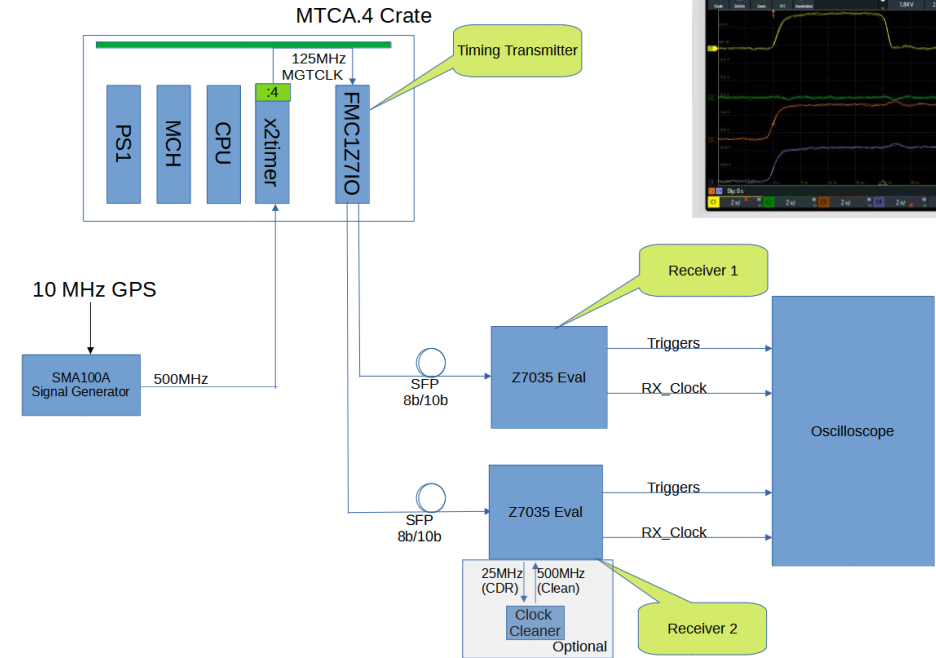 MTCA.4 Crate
Timing Transmitter
125MHz
MGTCLK
:4
PS1
MCH
CPU
x2timer
FMC1Z7IO
1.84 V
10 MHz GPS
SMA100A
Signal Generator
500MHz
Receiver 1
SFP
8b/10b
Z7035 Eval
Triggers
RX_Clock
Oscilloscope
SFP
8b/10b
Z7035 Eval
Triggers
RX_Clock
25MHz
(CDR)
500MHz
(Clean)
Clock
Cleaner
Optional
Receiver 2